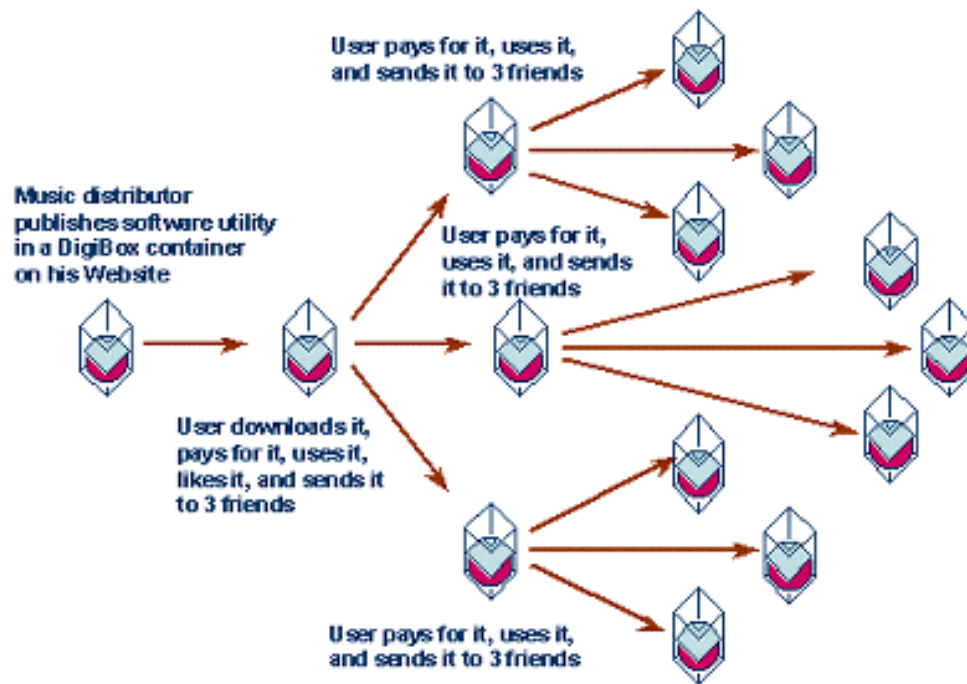 User pays for it, uses it,
and sends it to 3 friends
Music distributor
publishes software utility
in a DigiBox container
on his Website
User pays for it,
uses it, and sends
it to 3 friends
User downloads it,
pays for it, uses it,
likes it, and sends it
to 3 friends
User pays for it, uses it,
and sends it to 3 friends